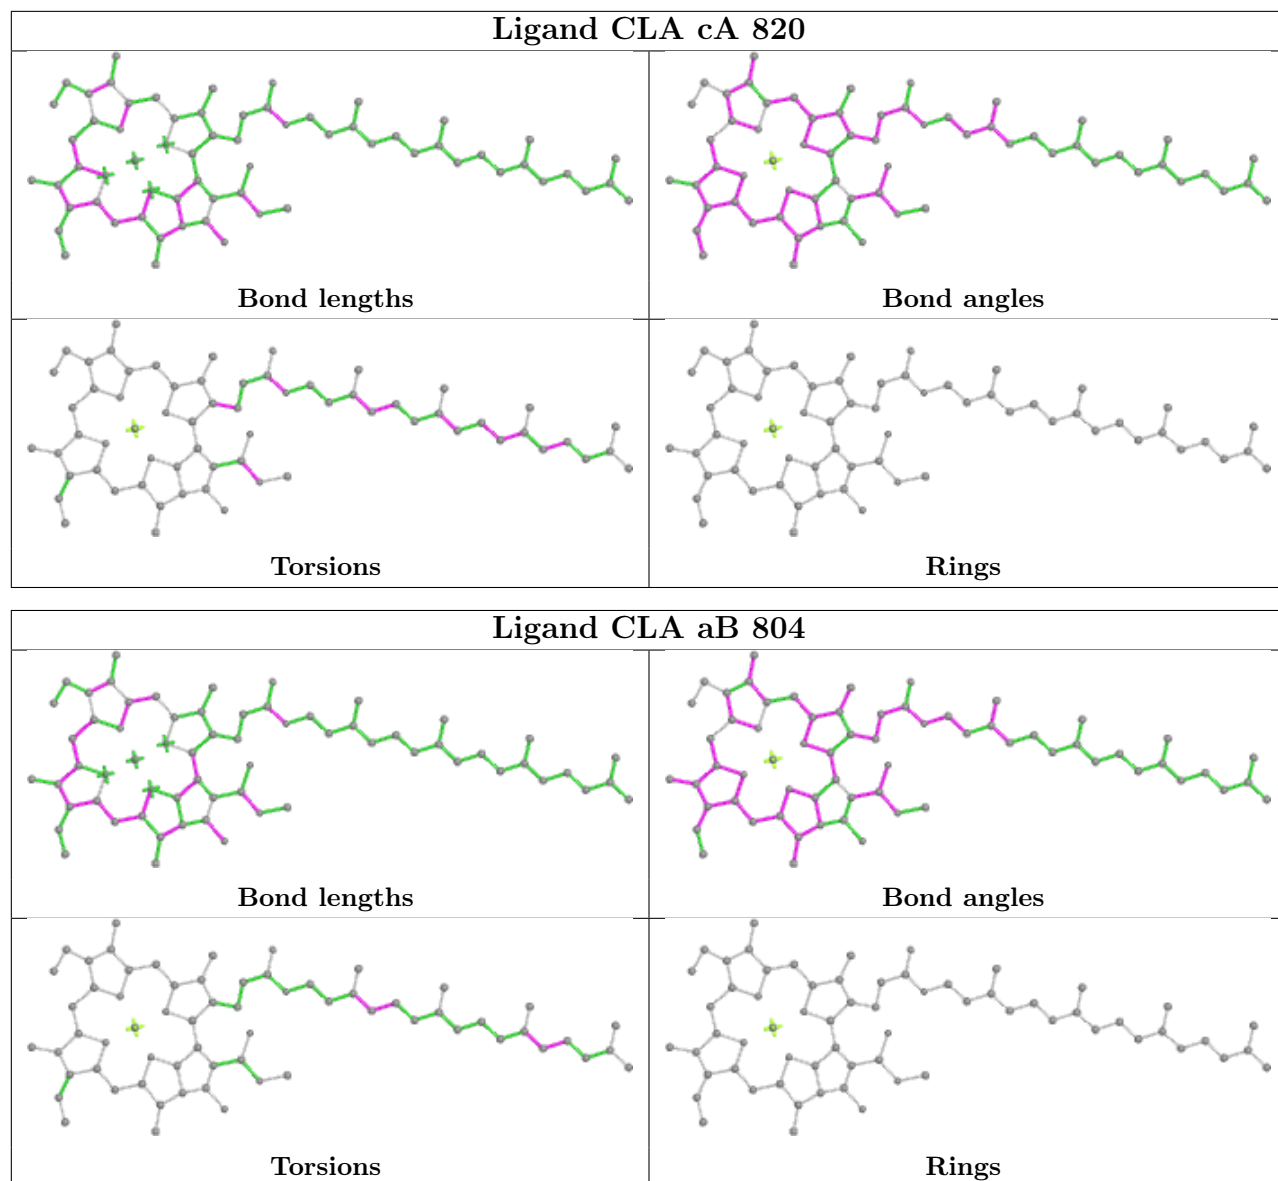 Ligand CLA cA 820
Bond lengths
Bond angles
Torsions
Rings
Ligand CLA aB 804
Bond lengths
Bond angles
Torsions
Rings